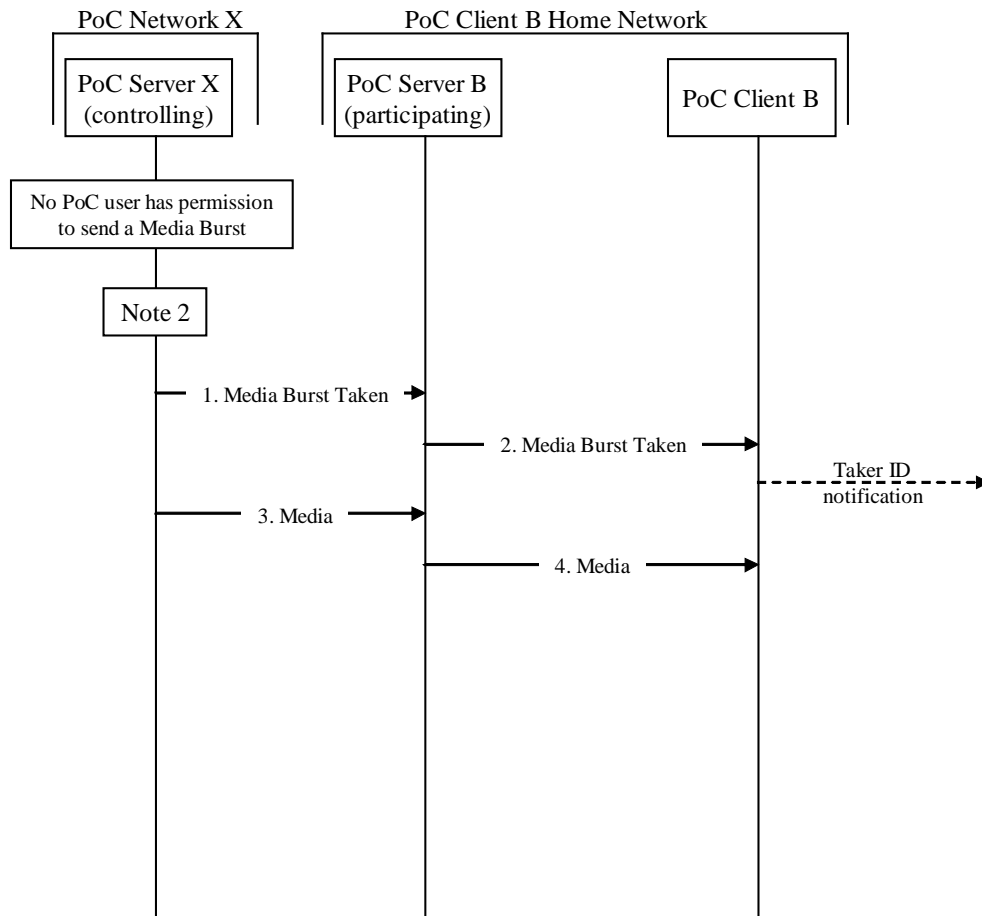 PoC Network X
PoC Client B Home Network
PoC Server X
(controlling)
PoC Server B
(participating)
PoC Client B
No PoC user has permission
to send a Media Burst
Note 2
1. Media Burst Taken
2. Media Burst Taken
Taker ID
notification
3. Media
4. Media